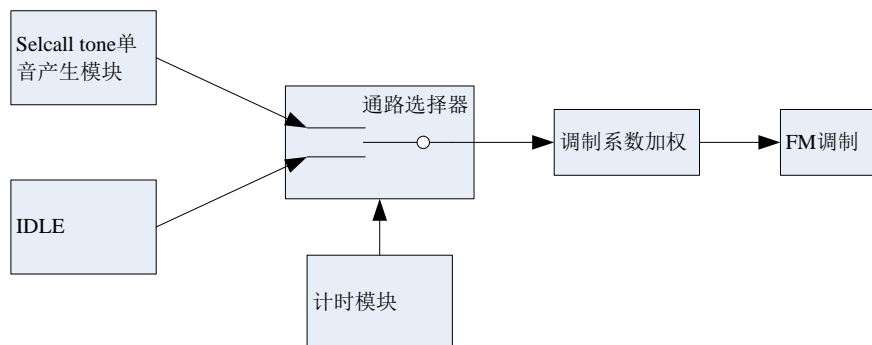 Selcall tone单
音产生模块
通路选择器
调制系数加权
FM调制
IDLE
计时模块